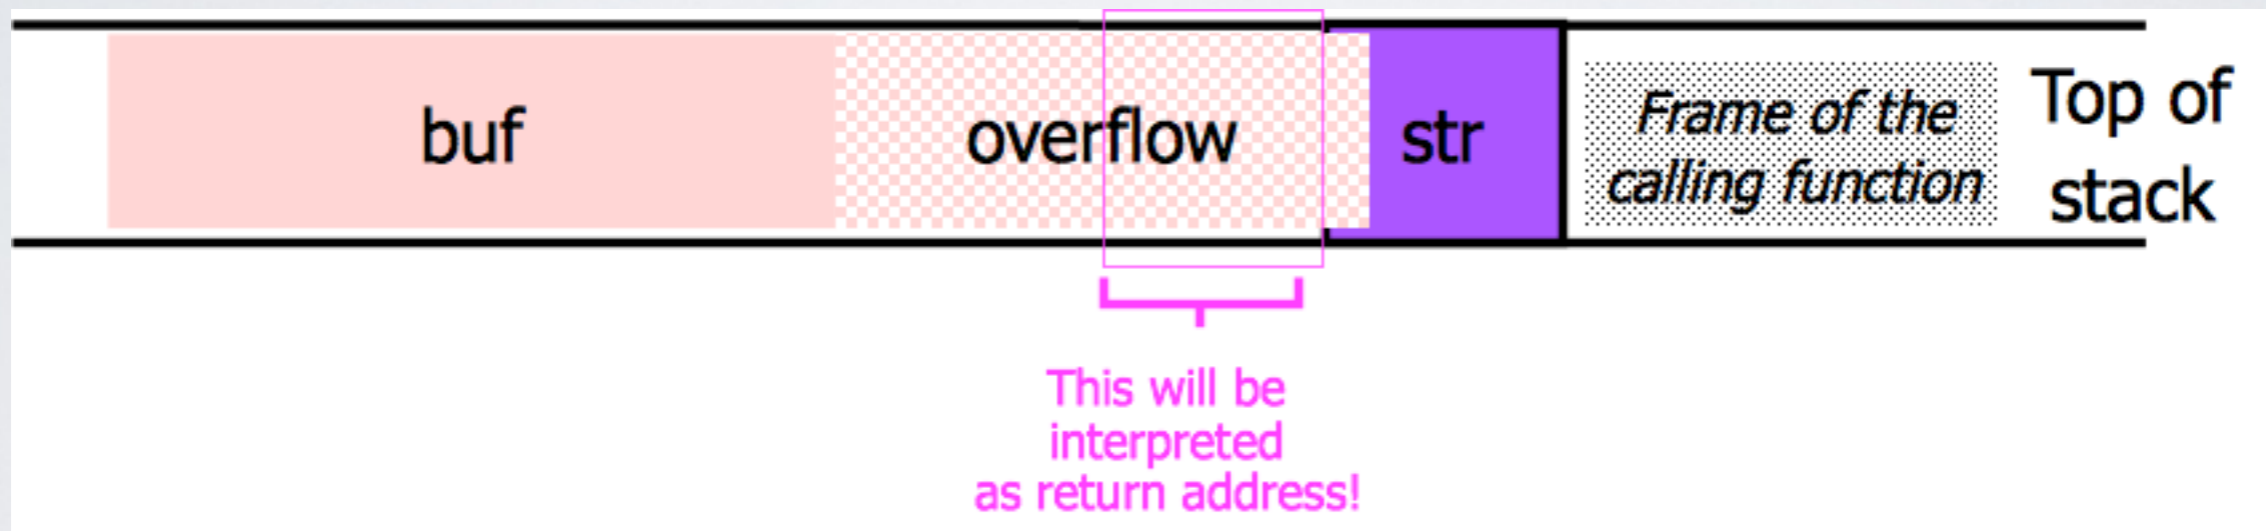 buf
overflow
str
Frame of the
calling function
Top of
stack
This will be
interpreted
as return address!